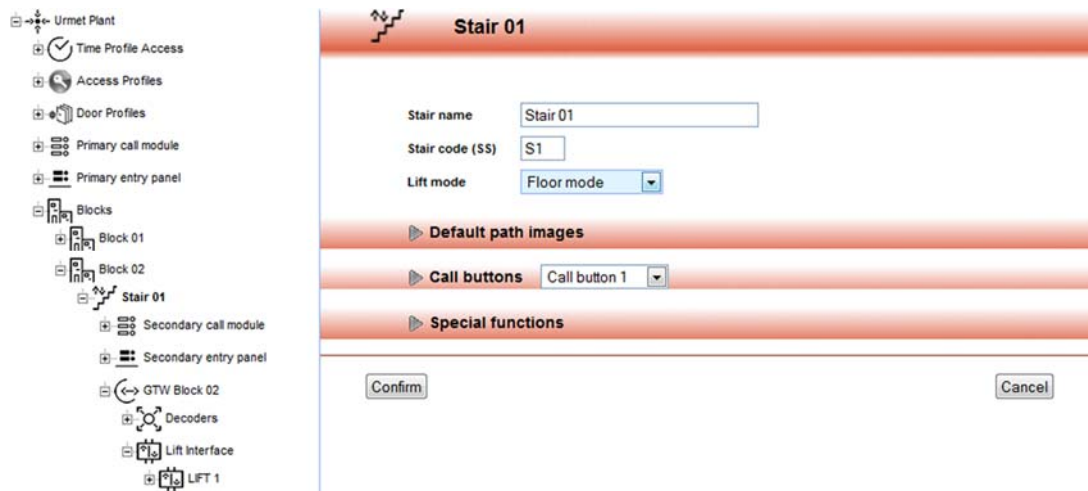 Urmet Plant
Time Profile Access
Access Profiles
Door Profiles
Primary call module
Primary entry panel
Blocks
Block 01
Block 02
Stair 01
Secondary call module
Secondary entry panel
GTW Block 02
Decoders
Lift Interface
LIFT 1
Stair 01
Stair name Stair 01
Stair code (SS) S1
Lift mode Floor mode
Default path images
Call buttons Call button 1
Special functions
Confirm Cancel